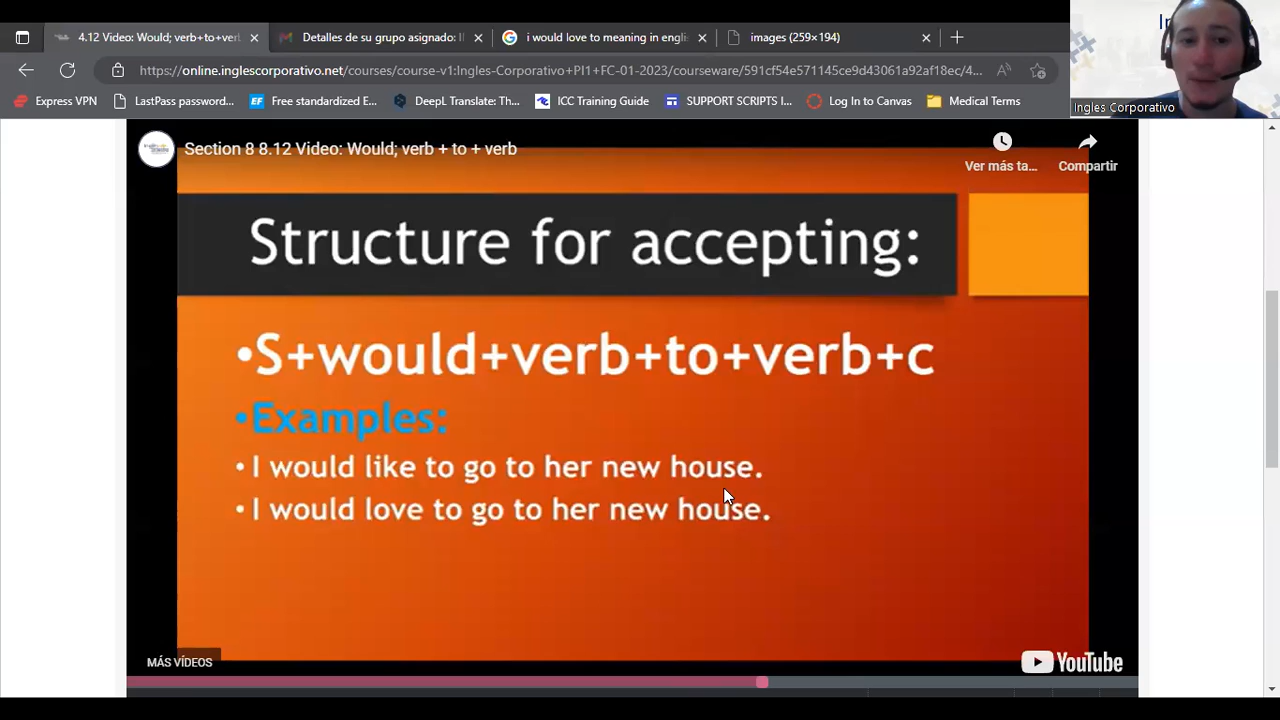 4.12 Video: Would; verb+to+ver
Detalles de su grupo asignado: I
i would love to meaning in engli
images (259×194)
https://online.inglescorporativo.net/courses/course-v1:Ingles-Corporativo+PI1+FC-01-2023/courseware/591cf54e571145ce9d43061a92af18ec/4...
Express VPN
LastPass password...
EF Free standardized E...
DeepL Translate: Th...
ICC Training Guide
SUPPORT SCRIPTS I...
Log In to Canvas
Medical Terms
Ingles Corporativo
Section 8 8.12 Video: Would; verb + to + verb
Ver más ta...
Compartir
Structure for accepting:
•S+would+verb+to+verb+c
•Examples:
• I would like to go to her new house.
• I would love to go to her new house.
MÁS VÍDEOS
YouTube